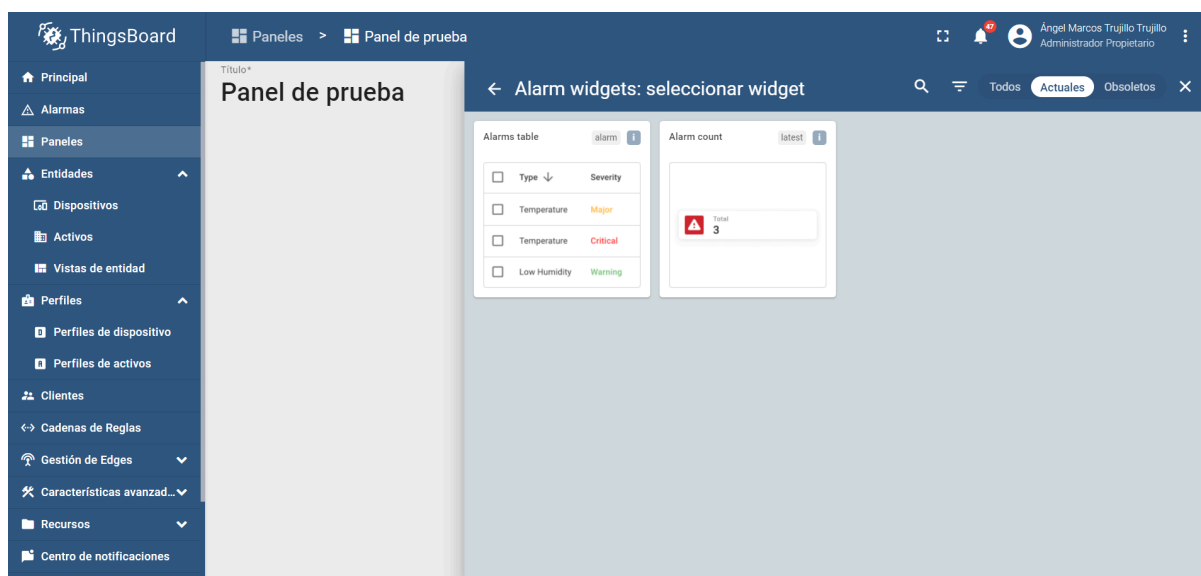 ThingsBoard
Paneles > Panel de prueba
47
Ángel Marcos Trujillo Trujillo
Administrador Propietario
Principal
Alarmas
Paneles
Entidades
Dispositivos
Activos
Vistas de entidad
Perfiles
Perfiles de dispositivo
Perfiles de activos
Clientes
Cadenas de Reglas
Gestión de Edges
Características avanzad...
Recursos
Centro de notificaciones
Título*
Panel de prueba
Alarm widgets: seleccionar widget
Todos Actuales Obsoletos
Alarms table alarm i
Type Severity
Temperature Major
Temperature Critical
Low Humidity Warning
Alarm count latest i
Total
3